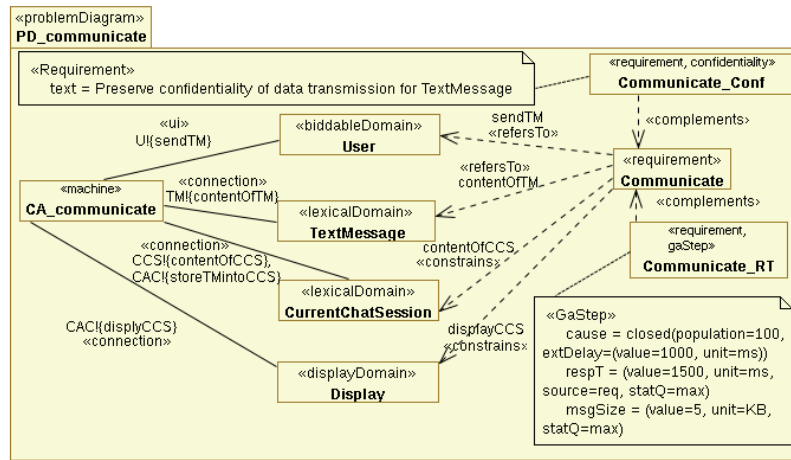 «problemDiagram»
PD_communicate
«Requirement»
text = Preserve confidentiality of data transmission for TextMessage
«requirement, confidentiality»
Communicate_Conf
«complements»
«ui»
U!{sendTM}
«biddableDomain»
User
sendTM
«refersTo»
«machine»
CA_communicate
«connection»
TM!{contentOfTM}
«lexicalDomain»
TextMessage
«refersTo»
contentOfTM
«requirement»
Communicate
«complements»
«requirement,
gaStep»
Communicate_RT
«connection»
CCS!{contentOfCCS},
CAC!{storeTMintoCCS}
«lexicalDomain»
CurrentChatSession
contentOfCCS
«constrains»
CAC!{displyCCS}
«connection»
«displayDomain»
Display
displayCCS
«constrains»
«GaStep»
cause = closed(population=100,
extDelay=(value=1000, unit=ms))
respT = (value=1500, unit=ms,
source=req, statQ=max)
msgSize = (value=5, unit=KB,
statQ=max)